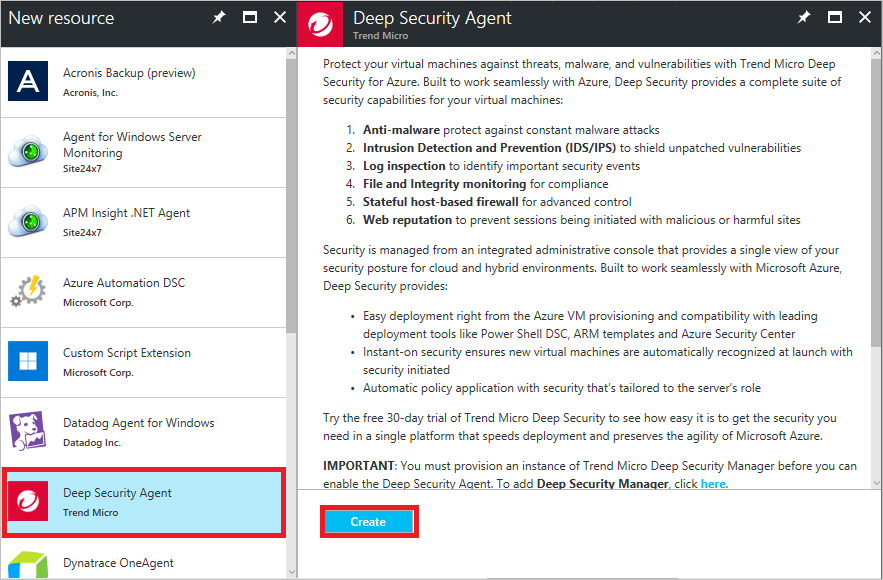 New resource
Acronis Backup (preview)
Acronis, Inc.
Agent for Windows Server
Monitoring
Site24x7
APM Insight .NET Agent
Site24x7
Azure Automation DSC
Microsoft Corp.
Custom Script Extension
Microsoft Corp.
Datadog Agent for Windows
Datadog Inc.
Deep Security Agent
Trend Micro
Dynatrace OneAgent
Deep Security Agent
Trend Micro
Protect your virtual machines against threats, malware, and vulnerabilities with Trend Micro Deep
Security for Azure. Built to work seamlessly with Azure, Deep Security provides a complete suite of
security capabilities for your virtual machines:
1. Anti-malware protect against constant malware attacks
2. Intrusion Detection and Prevention (IDS/IPS) to shield unpatched vulnerabilities
3. Log inspection to identify important security events
4. File and Integrity monitoring for compliance
5. Stateful host-based firewall for advanced control
6. Web reputation to prevent sessions being initiated with malicious or harmful sites
Security is managed from an integrated administrative console that provides a single view of your
security posture for cloud and hybrid environments. Built to work seamlessly with Microsoft Azure,
Deep Security provides:
• Easy deployment right from the Azure VM provisioning and compatibility with leading
deployment tools like Power Shell DSC, ARM templates and Azure Security Center
• Instant-on security ensures new virtual machines are automatically recognized at launch with
security initiated
• Automatic policy application with security that's tailored to the server's role
Try the free 30-day trial of Trend Micro Deep Security to see how easy it is to get the security you
need in a single platform that speeds deployment and preserves the agility of Microsoft Azure.
IMPORTANT: You must provision an instance of Trend Micro Deep Security Manager before you can
enable the Deep Security Agent. To add Deep Security Manager, click here.
Create